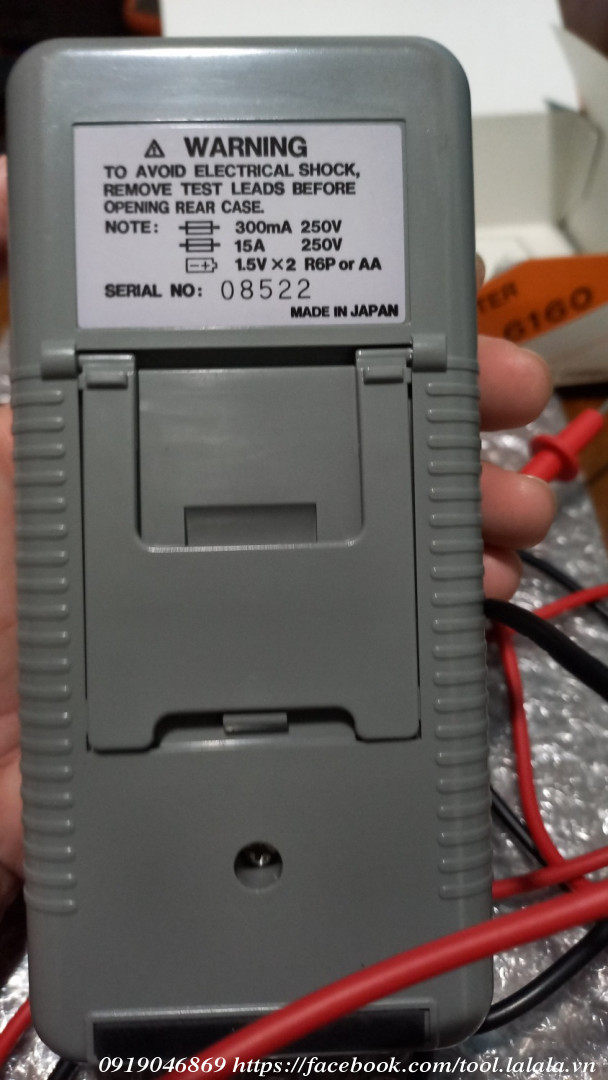 WARNING
TO AVOID ELECTRICAL SHOCK,
REMOVE TEST LEADS BEFORE
OPENING REAR CASE.
NOTE: 300mA 250V
15A 250V
1.5V×2 R6P or AA
SERIAL NO: 08522
MADE IN JAPAN
TER
6160
0919046869 https://facebook.com/tool.lalala.vn